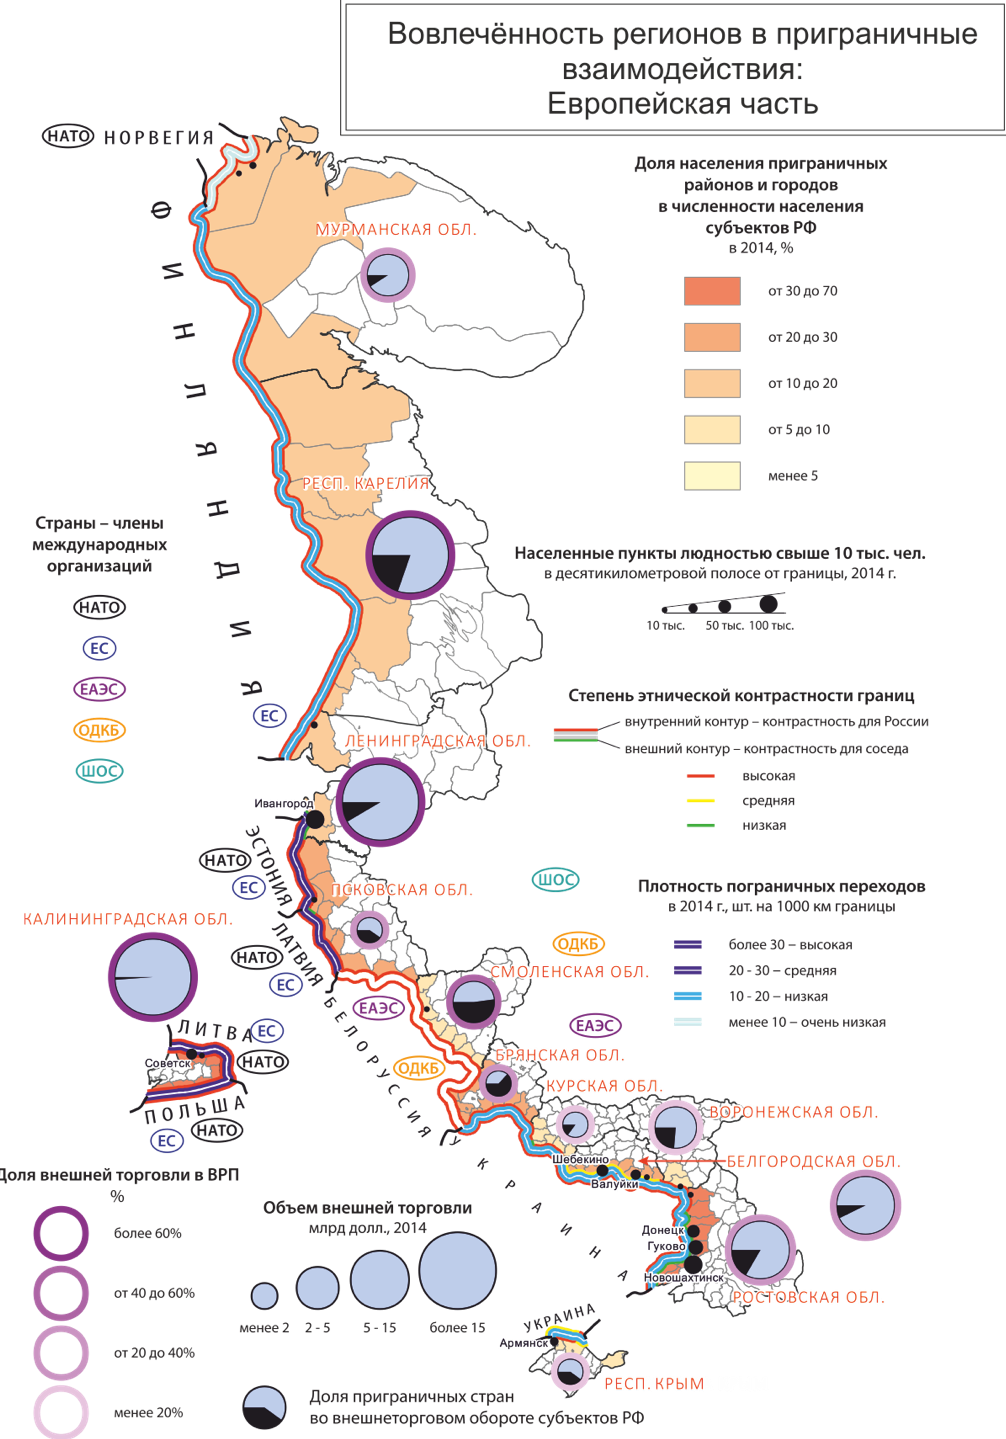 Вовлечённость регионов в приграничные
взаимодействия:
Европейская часть
НАТО НОРВЕГИЯ
ФИНЛЯНДИЯ
МУРМАНСКАЯ ОБЛ.
РЕСП. КАРЕЛИЯ
ЕС
ЛЕНИНГРАДСКАЯ ОБЛ.
Доля населения приграничных
районов и городов
в численности населения
субъектов РФ
в 2014, %
от 30 до 70
от 20 до 30
от 10 до 20
от 5 до 10
менее 5
Страны – члены
международных
организаций
НАТО
ЕС
ЕАЭС
ОДКБ
ШОС
Населенные пункты людностью свыше 10 тыс. чел.
в десятикилометровой полосе от границы, 2014 г.
10 тыс. 50 тыс. 100 тыс.
Степень этнической контрастности границ
внутренний контур – контрастность для России
внешний контур – контрастность для соседа
высокая
средняя
низкая
Плотность пограничных переходов
в 2014 г., шт. на 1000 км границы
более 30 – высокая
20 - 30 – средняя
10 - 20 – низкая
менее 10 – очень низкая
Ивангород
ЭСТОНИЯ
НАТО
ЕС
ПСКОВСКАЯ ОБЛ.
ЛАТВИЯ
НАТО
ЕС
БЕЛОРУССИЯ
ЕАЭС
ОДКБ
ШОС
ОДКБ
ЕАЭС
СМОЛЕНСКАЯ ОБЛ.
БРЯНСКАЯ ОБЛ.
КУРСКАЯ ОБЛ.
ВОРОНЕЖСКАЯ ОБЛ.
БЕЛГОРОДСКАЯ ОБЛ.
КАЛИНИНГРАДСКАЯ ОБЛ.
ЛИТВА
ЕС
НАТО
Советск
ПОЛЬША
ЕС
НАТО
УКРАИНА
Шебекино
Валуйки
Донецк
Гуково
Новошахтинск
РОСТОВСКАЯ ОБЛ.
УКРАИНА
Армянск
РЕСП. КРЫМ
Доля внешней торговли в ВРП
%
более 60%
от 40 до 60%
от 20 до 40%
менее 20%
Объем внешней торговли
млрд долл., 2014
менее 2 2 - 5 5 - 15 более 15
Доля приграничных стран
во внешнеторговом обороте субъектов РФ